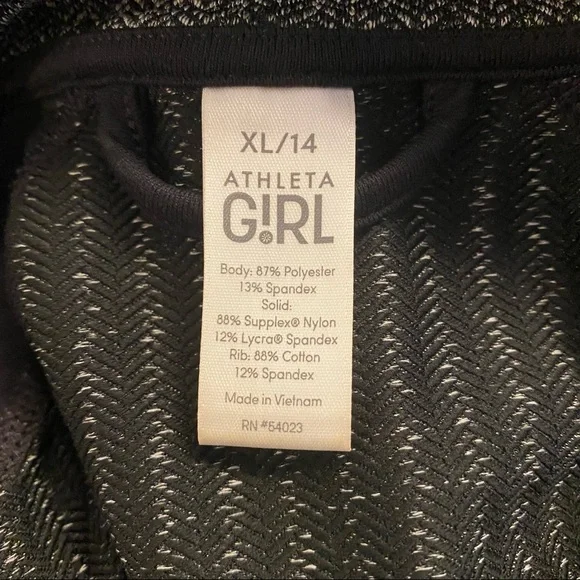 XL/14
ATHLETA
G!RL
Body: 87% Polyester
13% Spandex
Solid:
88% Supplex® Nylon
12% Lycra® Spandex
Rib: 88% Cotton
12% Spandex
Made in Vietnam
RN #54023